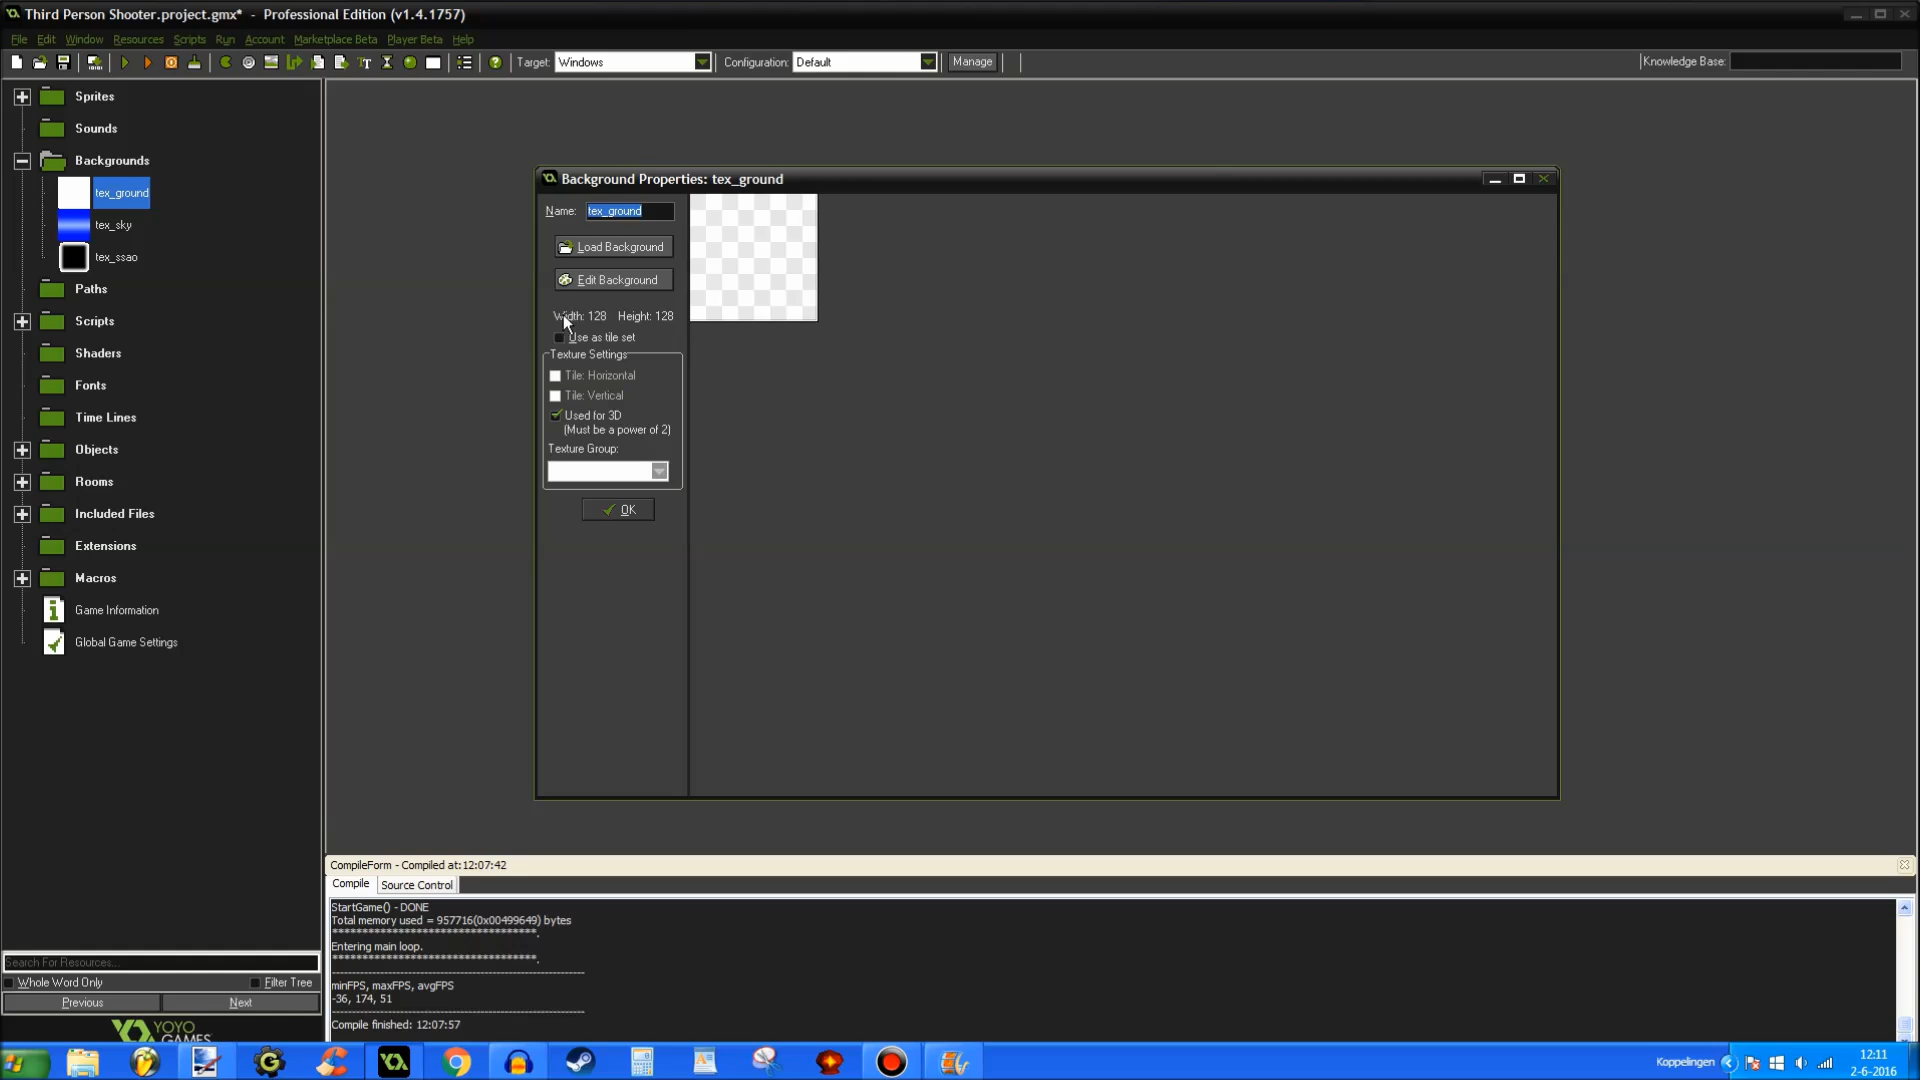 Third Person Shooter.project.gmx* - Professional Edition (v1.4.1757)
File Edit Window Resources Scripts Run Account Marketplace Beta Player Beta Help
Target: Windows Configuration: Default Manage Knowledge Base:
Sprites
Sounds
Backgrounds
tex_ground
tex_sky
tex_ssao
Paths
Scripts
Shaders
Fonts
Time Lines
Objects
Rooms
Included Files
Extensions
Macros
Game Information
Global Game Settings
Search For Resources...
Whole Word Only Filter Tree
Previous Next
YOYO
GAMES
Background Properties: tex_ground
Name: tex_ground
Load Background
Edit Background
Width: 128 Height: 128
Use as tile set
Texture Settings
Tile: Horizontal
Tile: Vertical
Used for 3D
(Must be a power of 2)
Texture Group:
OK
CompileForm - Compiled at:12:07:42
Compile Source Control
StartGame() - DONE
Total memory used = 957716(0x00499649) bytes
************************************.
Entering main loop.
************************************.
----------------------------------------------------------------
minFPS, maxFPS, avgFPS
-36, 174, 51
----------------------------------------------------------------
Compile finished: 12:07:57
Koppelingen
12:11
2-6-2016